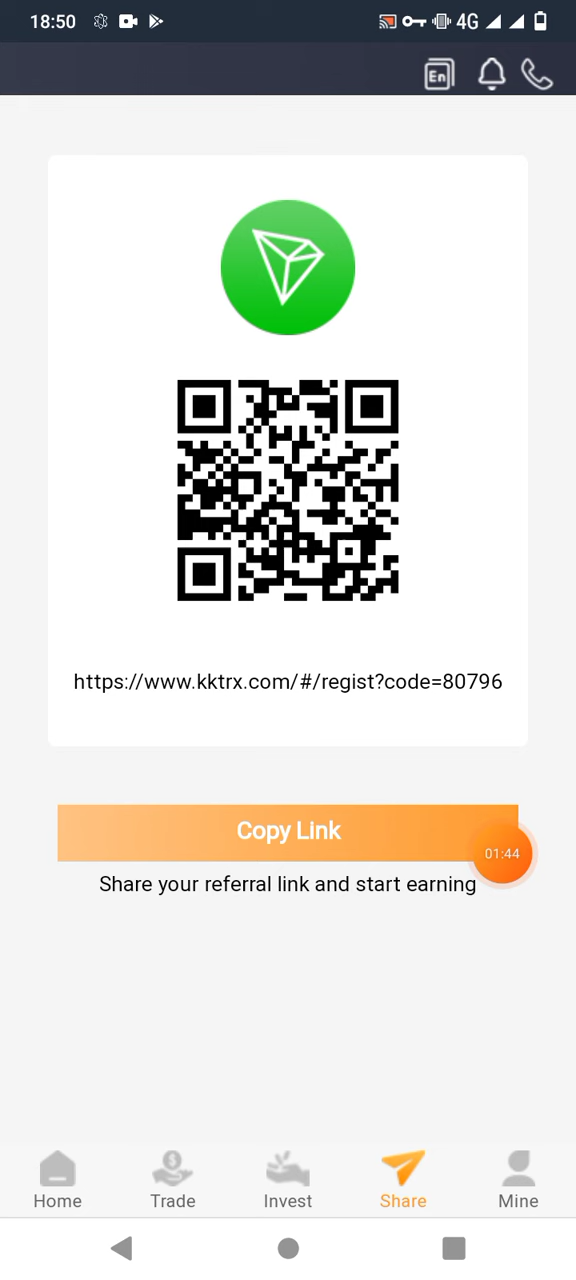 18:50
4G
En
https://www.kktrx.com/#/regist?code=80796
Copy Link
01:44
Share your referral link and start earning
Home
Trade
Invest
Share
Mine